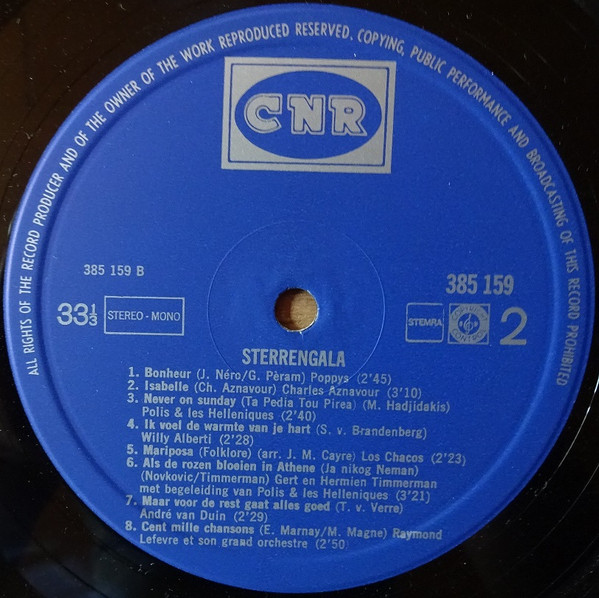 ALL RIGHTS OF THE RECORD PRODUCER AND OF THE OWNER OF THE WORK REPRODUCED RESERVED. COPYING, PUBLIC PERFORMANCE AND BROADCASTING OF THIS RECORD PROHIBITED
CNR
385 159 B
385 159
33⅓
STEREO-MONO
STEMRA
2
STERRENGALA
1. Bonheur (J. Néro/G. Pèram) Poppys (2'45)
2. Isabelle (Ch. Aznavour) Charles Aznavour (3'10)
3. Never on sunday (Ta Pedia Tou Pirea) (M. Hadjidakis)
Polis & les Helleniques (2'40)
4. Ik voel de warmte van je hart (S. v. Brandenberg)
Willy Alberti (2'28)
5. Mariposa (Folklore) (arr. J. M. Cayre) Los Chacos (2'23)
6. Als de rozen bloeien in Athene (Ja nikog Neman)
(Novkovic/Timmerman) Gert en Hermien Timmerman
met begeleiding van Polis & les Helleniques (3'21)
7. Maar voor de rest gaat alles goed (T. v. Verre)
André van Duin (2'29)
8. Cent mille chansons (E. Marnay/M. Magne) Raymond
Lefevre et son grand orchestre (2'50)